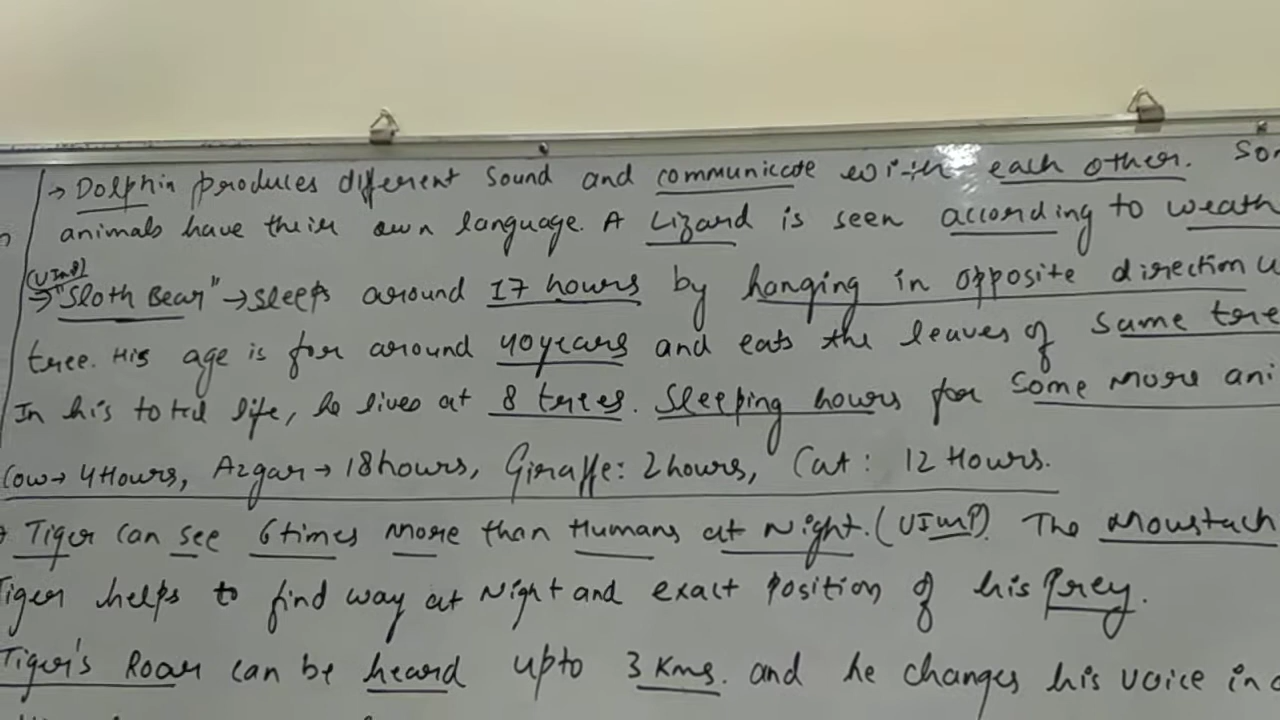 → Dolphin produces different Sound and communicate with each other. Som
animals have their own language. A Lizard is seen according to weath
(VImp)
→ "Sloth Bear" → sleeps around 17 hours by hanging in opposite direction
tree. His age is for around 40 years and eats the leaves of Same tre
In his total life, he lives at 8 trees. Sleeping hours for Some more ani
Cow → 4 Hours, Azgar → 18 hours, Giraffe: 2 hours, Cat: 12 Hours.
Tiger can see 6 times more than Humans at Night. (VImp). The Moustach
Tiger helps to find way at Night and exact position of his Prey.
Tiger's Roar can be heard upto 3 Kms. and he changes his voice in